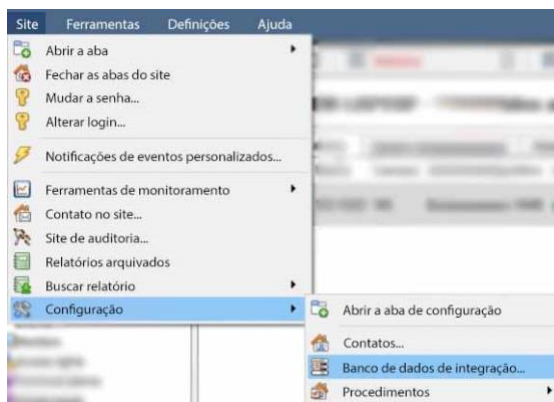 Site Ferramentas Definições Ajuda
Abrir a aba
Fechar as abas do site
Mudar a senha...
Alterar login...
Notificações de eventos personalizados...
Ferramentas de monitoramento
Contato no site...
Site de auditoria...
Relatórios arquivados
Buscar relatório
Configuração
Abrir a aba de configuração
Contatos...
Banco de dados de integração...
Procedimentos